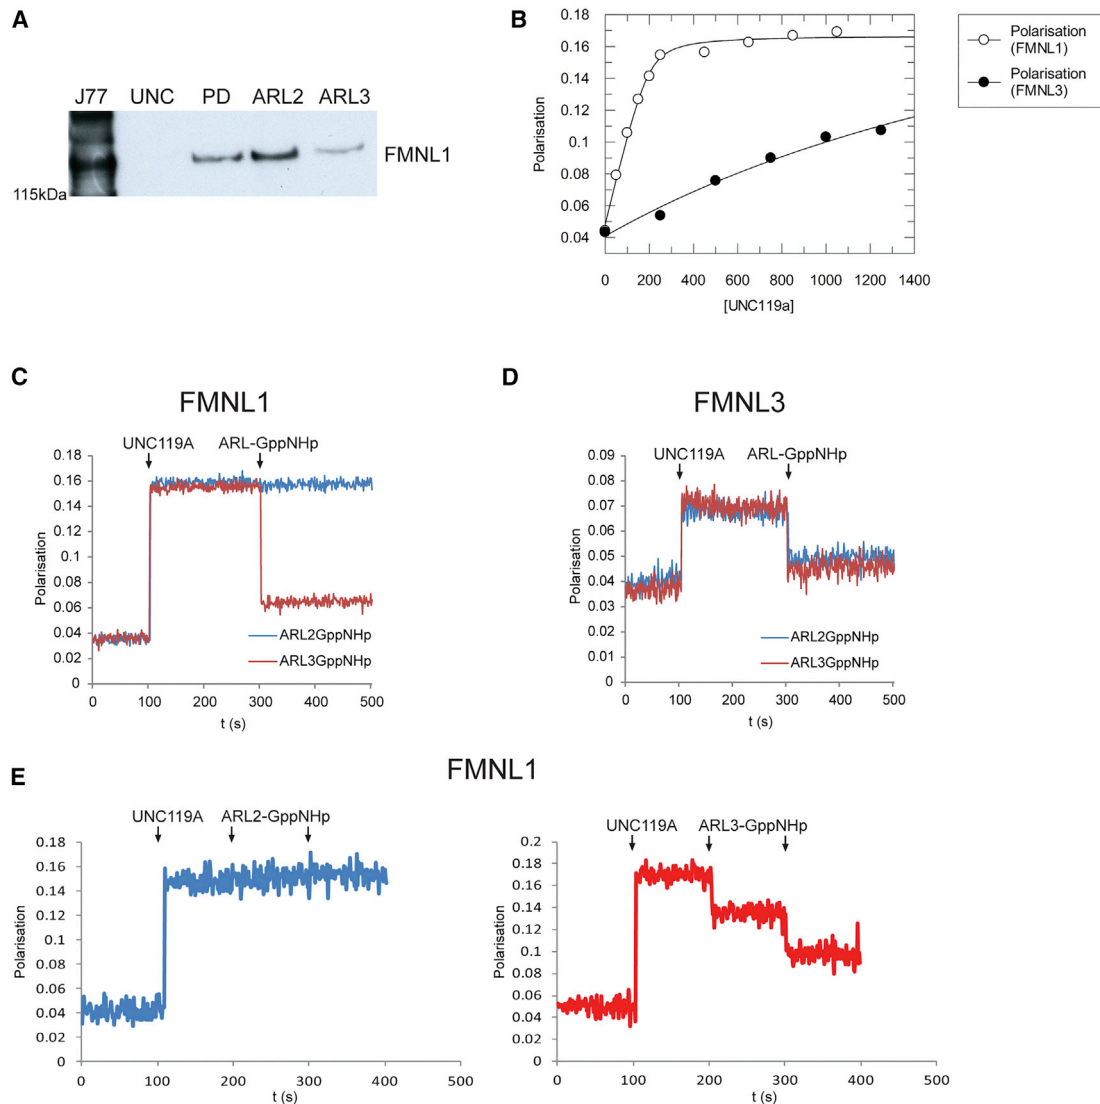 A
J77 UNC PD ARL2 ARL3
FMNL1
115kDa
B
0.18
0.16
0.14
0.12
0.1
0.08
0.06
0.04
Polarisation
0 200 400 600 800 1000 1200 1400
[UNC119a]
Polarisation
(FMNL1)
Polarisation
(FMNL3)
C
FMNL1
UNC119A ARL-GppNHp
0.18
0.16
0.14
0.12
0.1
0.08
0.06
0.04
0.02
0
Polarisation
ARL2GppNHp
ARL3GppNHp
0 100 200 300 400 500
t (s)
D
FMNL3
UNC119A ARL-GppNHp
0.09
0.08
0.07
0.06
0.05
0.04
0.03
0.02
0.01
0
Polarisation
ARL2GppNHp
ARL3GppNHp
0 100 200 300 400 500
t (s)
E
FMNL1
UNC119A ARL2-GppNHp
0.18
0.16
0.14
0.12
0.1
0.08
0.06
0.04
0.02
0
Polarisation
0 100 200 300 400 500
t (s)
UNC119A ARL3-GppNHp
0.2
0.18
0.16
0.14
0.12
0.1
0.08
0.06
0.04
0.02
0
Polarisation
0 100 200 300 400 500
t (s)